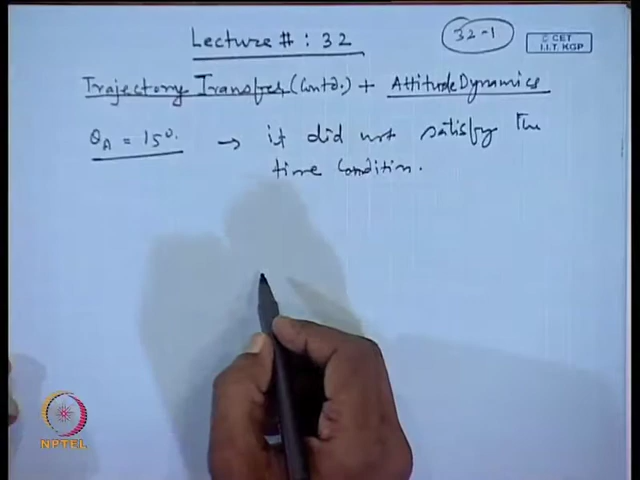 Lecture # : 32
32-1
© CET
I.I.T. KGP
Trajectory Transfer (Contd.) + Attitude Dynamics
θA = 15°. → it did not satisfy the
time Condition.
NPTEL